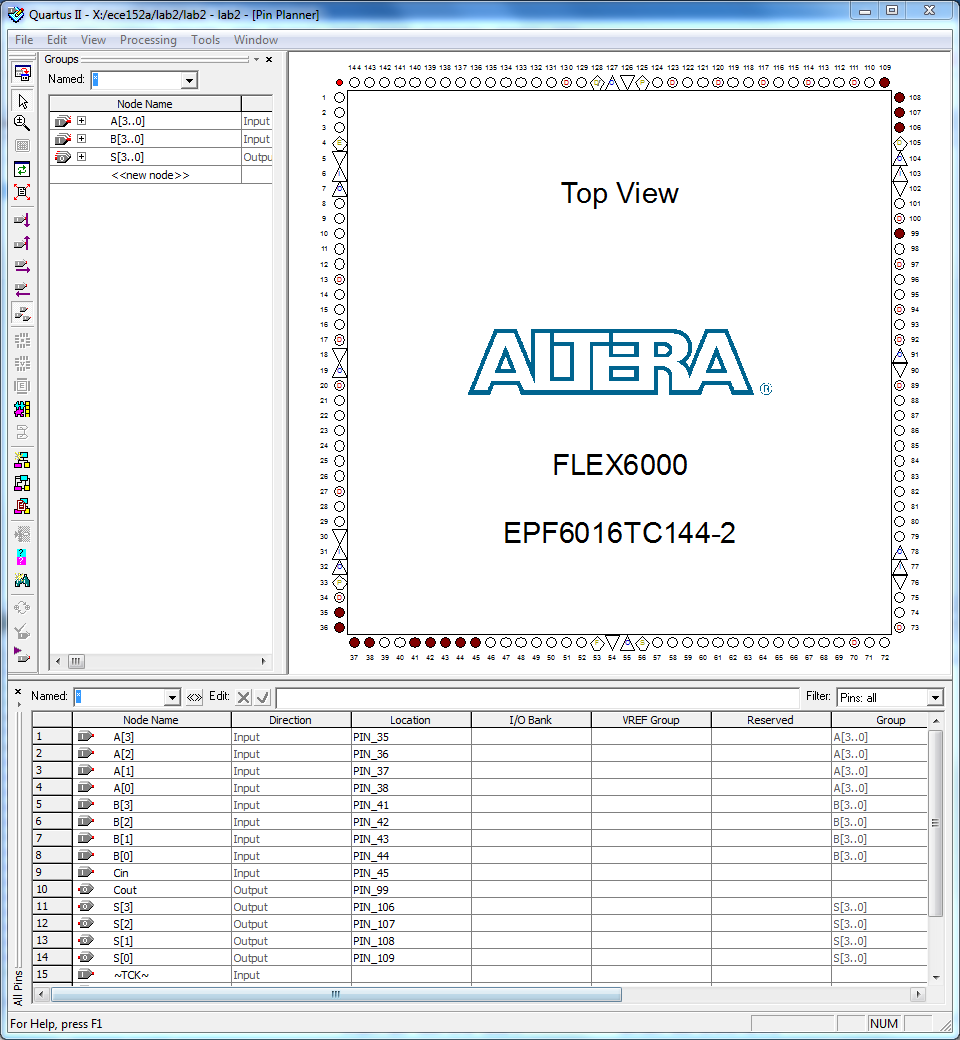 Quartus II - X:/ece152a/lab2/lab2 - lab2 - [Pin Planner]
File Edit View Processing Tools Window
Groups
Named: *
Node Name
A[3..0] Input
B[3..0] Input
S[3..0] Outpu
<<new node>>
144 143 142 141 140 139 138 137 136 135 134 133 132 131 130 129 128 127 126 125 124 123 122 121 120 119 118 117 116 115 114 113 112 111 110 109
1 108
2 107
3 106
4 105
5 104
6 103
7 102
8 101
9 100
10 99
11 98
12 97
13 96
14 95
15 94
16 93
17 92
18 91
19 90
20 89
21 88
22 87
23 86
24 85
25 84
26 83
27 82
28 81
29 80
30 79
31 78
32 77
33 76
34 75
35 74
36 73
37 38 39 40 41 42 43 44 45 46 47 48 49 50 51 52 53 54 55 56 57 58 59 60 61 62 63 64 65 66 67 68 69 70 71 72
Top View
ALTERA ®
FLEX6000
EPF6016TC144-2
Named: * Edit: Filter: Pins: all
Node Name Direction Location I/O Bank VREF Group Reserved Group
1 A[3] Input PIN_35 A[3..0]
2 A[2] Input PIN_36 A[3..0]
3 A[1] Input PIN_37 A[3..0]
4 A[0] Input PIN_38 A[3..0]
5 B[3] Input PIN_41 B[3..0]
6 B[2] Input PIN_42 B[3..0]
7 B[1] Input PIN_43 B[3..0]
8 B[0] Input PIN_44 B[3..0]
9 Cin Input PIN_45
10 Cout Output PIN_99
11 S[3] Output PIN_106 S[3..0]
12 S[2] Output PIN_107 S[3..0]
13 S[1] Output PIN_108 S[3..0]
14 S[0] Output PIN_109 S[3..0]
15 ~TCK~ Input
All Pins
For Help, press F1
NUM